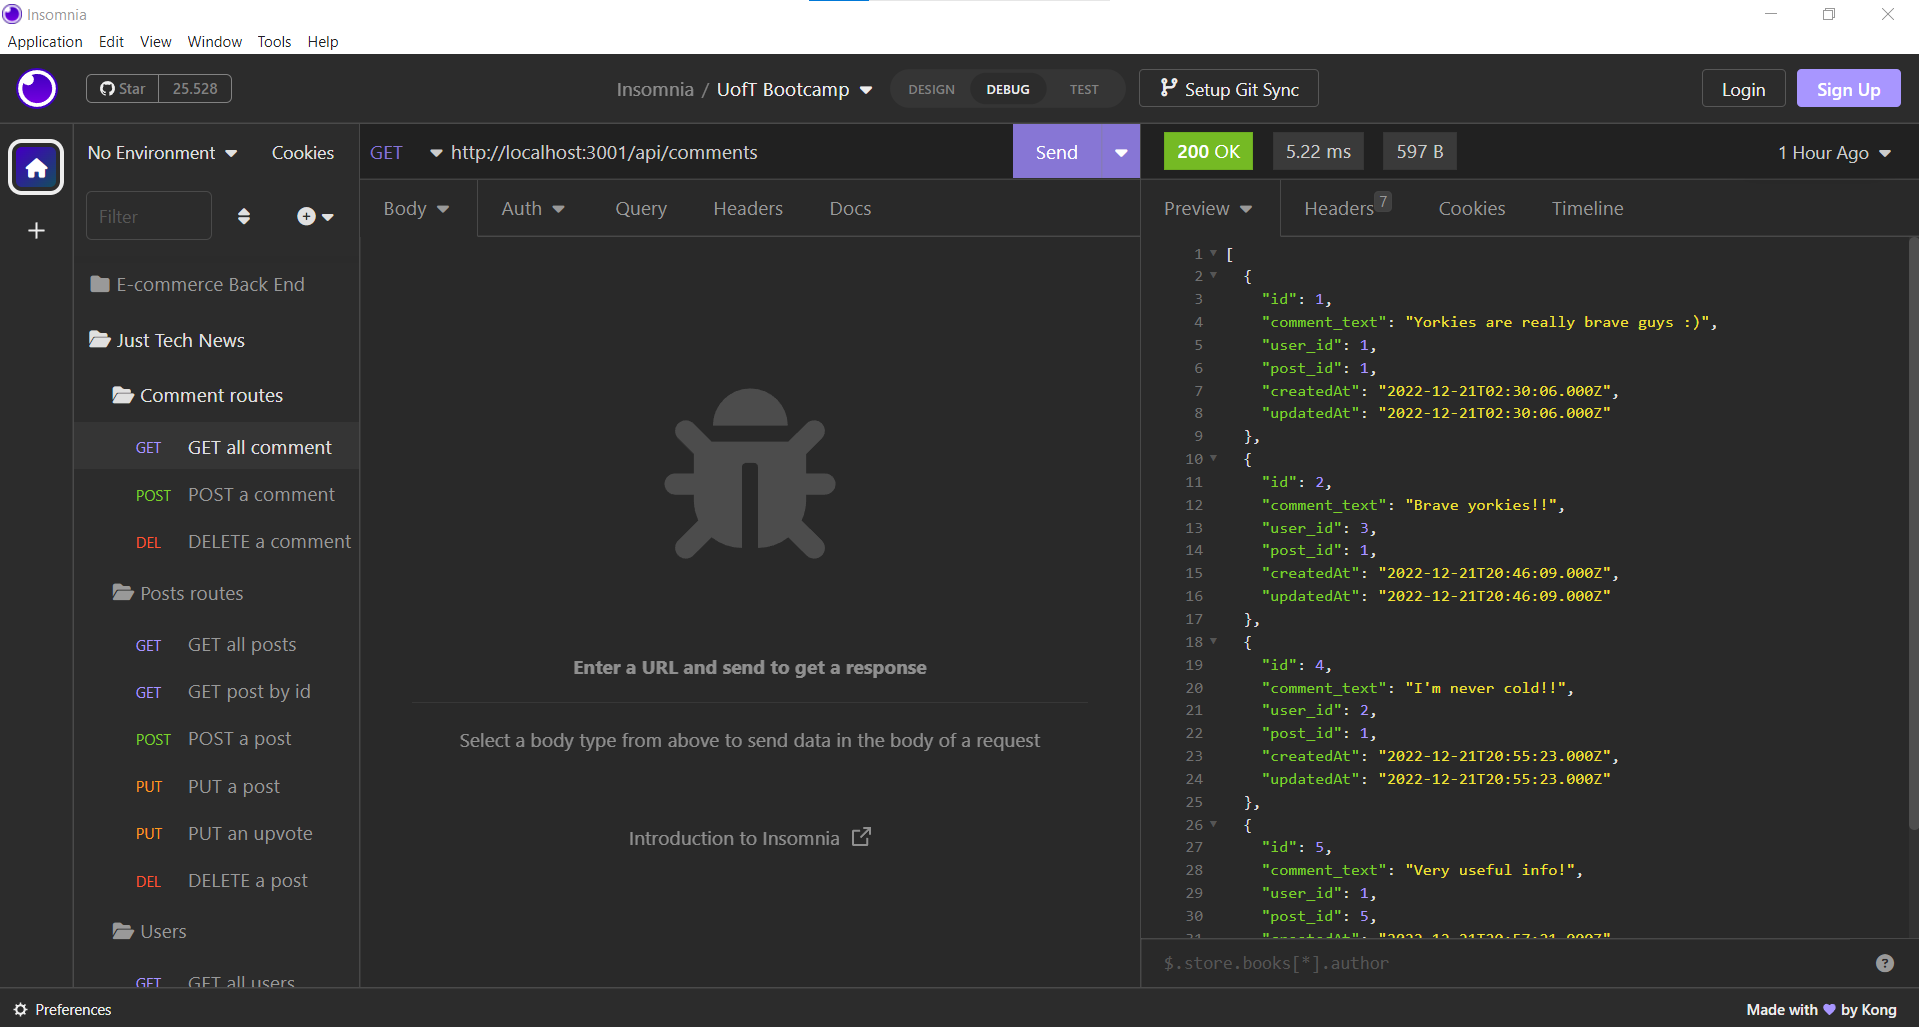 Insomnia
Application Edit View Window Tools Help
Star 25.528
Insomnia / UofT Bootcamp
DESIGN DEBUG TEST
Setup Git Sync
Login
Sign Up
No Environment
Cookies
Filter
E-commerce Back End
Just Tech News
Comment routes
GET GET all comment
POST POST a comment
DEL DELETE a comment
Posts routes
GET GET all posts
GET GET post by id
POST POST a post
PUT PUT a post
PUT PUT an upvote
DEL DELETE a post
Users
GET GET all users
GET http://localhost:3001/api/comments
Send
Body Auth Query Headers Docs
Enter a URL and send to get a response
Select a body type from above to send data in the body of a request
Introduction to Insomnia
200 OK 5.22 ms 597 B
1 Hour Ago
Preview Headers 7 Cookies Timeline
1 [
2 {
3 "id": 1,
4 "comment_text": "Yorkies are really brave guys :)",
5 "user_id": 1,
6 "post_id": 1,
7 "createdAt": "2022-12-21T02:30:06.000Z",
8 "updatedAt": "2022-12-21T02:30:06.000Z"
9 },
10 {
11 "id": 2,
12 "comment_text": "Brave yorkies!!",
13 "user_id": 3,
14 "post_id": 1,
15 "createdAt": "2022-12-21T20:46:09.000Z",
16 "updatedAt": "2022-12-21T20:46:09.000Z"
17 },
18 {
19 "id": 4,
20 "comment_text": "I'm never cold!!",
21 "user_id": 2,
22 "post_id": 1,
23 "createdAt": "2022-12-21T20:55:23.000Z",
24 "updatedAt": "2022-12-21T20:55:23.000Z"
25 },
26 {
27 "id": 5,
28 "comment_text": "Very useful info!",
29 "user_id": 1,
30 "post_id": 5,
31 "createdAt": "2022-12-21T20:57:21.000Z"
$.store.books[*].author
Preferences
Made with by Kong